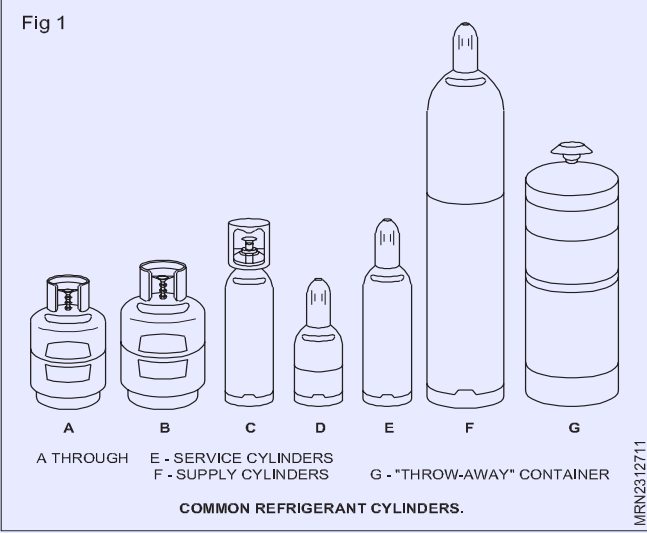 Fig 1
A B C D E F G
A THROUGH E - SERVICE CYLINDERS
F - SUPPLY CYLINDERS G - "THROW-AWAY" CONTAINER
COMMON REFRIGERANT CYLINDERS.
MRN2312711